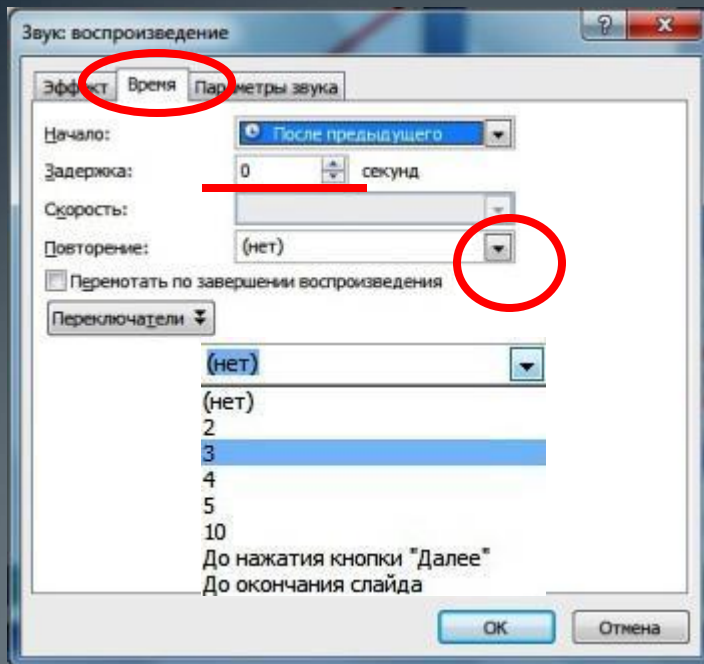 Звук: воспроизведение
Эффект Время Параметры звука
Начало: После предыдущего
Задержка: 0 секунд
Скорость:
Повторение: (нет)
Перемотать по завершении воспроизведения
Переключатели
(нет)
(нет)
2
3
4
5
10
До нажатия кнопки "Далее"
До окончания слайда
ОК Отмена